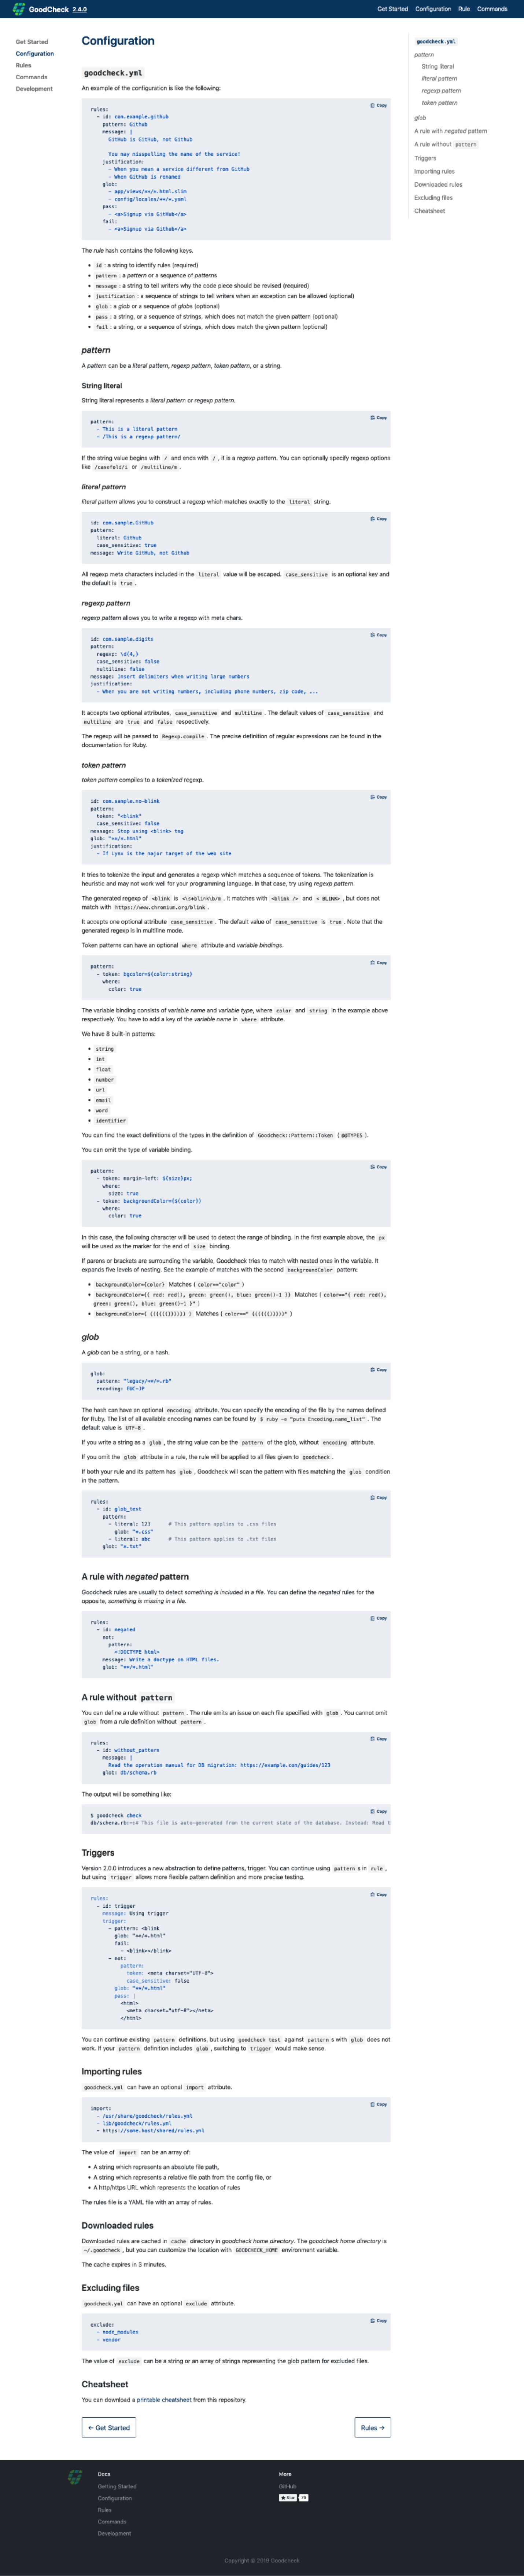 GoodCheck 2.4.0
Get Started Configuration Rule Commands
Get Started
Configuration
Rules
Commands
Development
Configuration
goodcheck.yml
An example of the configuration is like the following:
Copy
rules:
- id: com.example.github
pattern: Github
message: |
GitHub is GitHub, not Github
You may misspelling the name of the service!
justification:
- When you mean a service different from GitHub
- When GitHub is renamed
glob:
- app/views/**/*.html.slim
- config/locales/**/*.yaml
pass:
- <a>Signup via GitHub</a>
fail:
- <a>Signup via Github</a>
The rule hash contains the following keys.
id : a string to identify rules (required)
pattern : a pattern or a sequence of patterns
message : a string to tell writers why the code piece should be revised (required)
justification : a sequence of strings to tell writers when an exception can be allowed (optional)
glob : a glob or a sequence of globs (optional)
pass : a string, or a sequence of strings, which does not match the given pattern (optional)
fail : a string, or a sequence of strings, which does match the given pattern (optional)
pattern
A pattern can be a literal pattern, regexp pattern, token pattern, or a string.
String literal
String literal represents a literal pattern or regexp pattern.
Copy
pattern:
- This is a literal pattern
- /This is a regexp pattern/
If the string value begins with / and ends with / , it is a regexp pattern. You can optionally specify regexp options
like /casefold/i or /multiline/m .
literal pattern
literal pattern allows you to construct a regexp which matches exactly to the literal string.
Copy
id: com.sample.GitHub
pattern:
literal: Github
case_sensitive: true
message: Write GitHub, not Github
All regexp meta characters included in the literal value will be escaped. case_sensitive is an optional key and
the default is true .
regexp pattern
regexp pattern allows you to write a regexp with meta chars.
Copy
id: com.sample.digits
pattern:
regexp: \d{4,}
case_sensitive: false
multiline: false
message: Insert delimiters when writing large numbers
justification:
- When you are not writing numbers, including phone numbers, zip code, ...
It accepts two optional attributes, case_sensitive and multiline . The default values of case_sensitive and
multiline are true and false respectively.
The regexp will be passed to Regexp.compile . The precise definition of regular expressions can be found in the
documentation for Ruby.
token pattern
token pattern compiles to a tokenized regexp.
Copy
id: com.sample.no-blink
pattern:
token: "<blink"
case_sensitive: false
message: Stop using <blink> tag
glob: "**/*.html"
justification:
- If Lynx is the major target of the web site
It tries to tokenize the input and generates a regexp which matches a sequence of tokens. The tokenization is
heuristic and may not work well for your programming language. In that case, try using regexp pattern.
The generated regexp of <blink is <\s*blink\b/m . It matches with <blink /> and < BLINK> , but does not
match with https://www.chromium.org/blink .
It accepts one optional attribute case_sensitive . The default value of case_sensitive is true . Note that the
generated regexp is in multiline mode.
Token patterns can have an optional where attribute and variable bindings.
Copy
pattern:
- token: bgcolor=${color:string}
where:
color: true
The variable binding consists of variable name and variable type, where color and string in the example above
respectively. You have to add a key of the variable name in where attribute.
We have 8 built-in patterns:
string
int
float
number
url
email
word
identifier
You can find the exact definitions of the types in the definition of Goodcheck::Pattern::Token ( @@TYPES ).
You can omit the type of variable binding.
Copy
pattern:
- token: margin-left: ${size}px;
where:
size: true
- token: backgroundColor={${color}}
where:
color: true
In this case, the following character will be used to detect the range of binding. In the first example above, the px
will be used as the marker for the end of size binding.
If parens or brackets are surrounding the variable, Goodcheck tries to match with nested ones in the variable. It
expands five levels of nesting. See the example of matches with the second backgroundColor pattern:
backgroundColor={color} Matches ( color=="color" )
backgroundColor={{ red: red(), green: green(), blue: green()-1 }} Matches ( color=="{ red: red(),
green: green(), blue: green()-1 }" )
Matches
glob
A glob can be a string, or a hash.
Copy
glob:
pattern: "legacy/**/*.rb"
encoding: EUC-JP
The hash can have an optional encoding attribute. You can specify the encoding of the file by the names defined
for Ruby. The list of all available encoding names can be found by $ ruby -e "puts Encoding.name_list" . The
default value is UTF-8 .
If you write a string as a glob , the string value can be the pattern of the glob, without encoding attribute.
If you omit the glob attribute in a rule, the rule will be applied to all files given to goodcheck .
If both your rule and its pattern has glob , Goodcheck will scan the pattern with files matching the glob condition
in the pattern.
Copy
rules:
- id: glob_test
pattern:
- literal: 123 # This pattern applies to .css files
glob: "*.css"
- literal: abc # This pattern applies to .txt files
glob: "*.txt"
A rule with negated pattern
Goodcheck rules are usually to detect something is included in a file. You can define the negated rules for the
opposite, something is missing in a file.
Copy
rules:
- id: negated
not:
pattern:
<!DOCTYPE html>
message: Write a doctype on HTML files.
glob: "**/*.html"
A rule without pattern
You can define a rule without pattern . The rule emits an issue on each file specified with glob . You cannot omit
glob from a rule definition without pattern .
Copy
rules:
- id: without_pattern
message: |
Read the operation manual for DB migration: https://example.com/guides/123
glob: db/schema.rb
The output will be something like:
Copy
$ goodcheck check
db/schema.rb:-:# This file is auto-generated from the current state of the database. Instead: Read t
Triggers
Version 2.0.0 introduces a new abstraction to define patterns, trigger. You can continue using pattern s in rule ,
but using trigger allows more flexible pattern definition and more precise testing.
Copy
rules:
- id: trigger
message: Using trigger
trigger:
- pattern: <blink
glob: "**/*.html"
fail:
- <blink></blink>
- not:
pattern:
token: <meta charset="UTF-8">
case_sensitive: false
glob: "**/*.html"
pass: |
<html>
<meta charset="utf-8"></meta>
</html>
You can continue existing pattern definitions, but using goodcheck test against pattern s with glob does not
work. If your pattern definition includes glob , switching to trigger would make sense.
Importing rules
goodcheck.yml can have an optional import attribute.
Copy
import:
- /usr/share/goodcheck/rules.yml
- lib/goodcheck/rules.yml
- https://some.host/shared/rules.yml
The value of import can be an array of:
A string which represents an absolute file path,
A string which represents a relative file path from the config file, or
A http/https URL which represents the location of rules
The rules file is a YAML file with an array of rules.
Downloaded rules
Downloaded rules are cached in cache directory in goodcheck home directory. The goodcheck home directory is
~/.goodcheck , but you can customize the location with GOODCHECK_HOME environment variable.
The cache expires in 3 minutes.
Excluding files
goodcheck.yml can have an optional exclude attribute.
Copy
exclude:
- node_modules
- vendor
The value of exclude can be a string or an array of strings representing the glob pattern for excluded files.
Cheatsheet
You can download a printable cheatsheet from this repository.
← Get Started
Rules →
goodcheck.yml
pattern
String literal
literal pattern
regexp pattern
token pattern
glob
A rule with negated pattern
A rule without pattern
Triggers
Importing rules
Downloaded rules
Excluding files
Cheatsheet
Docs
Getting Started
Configuration
Rules
Commands
Development
More
GitHub
Star
Copyright © 2019 Goodcheck